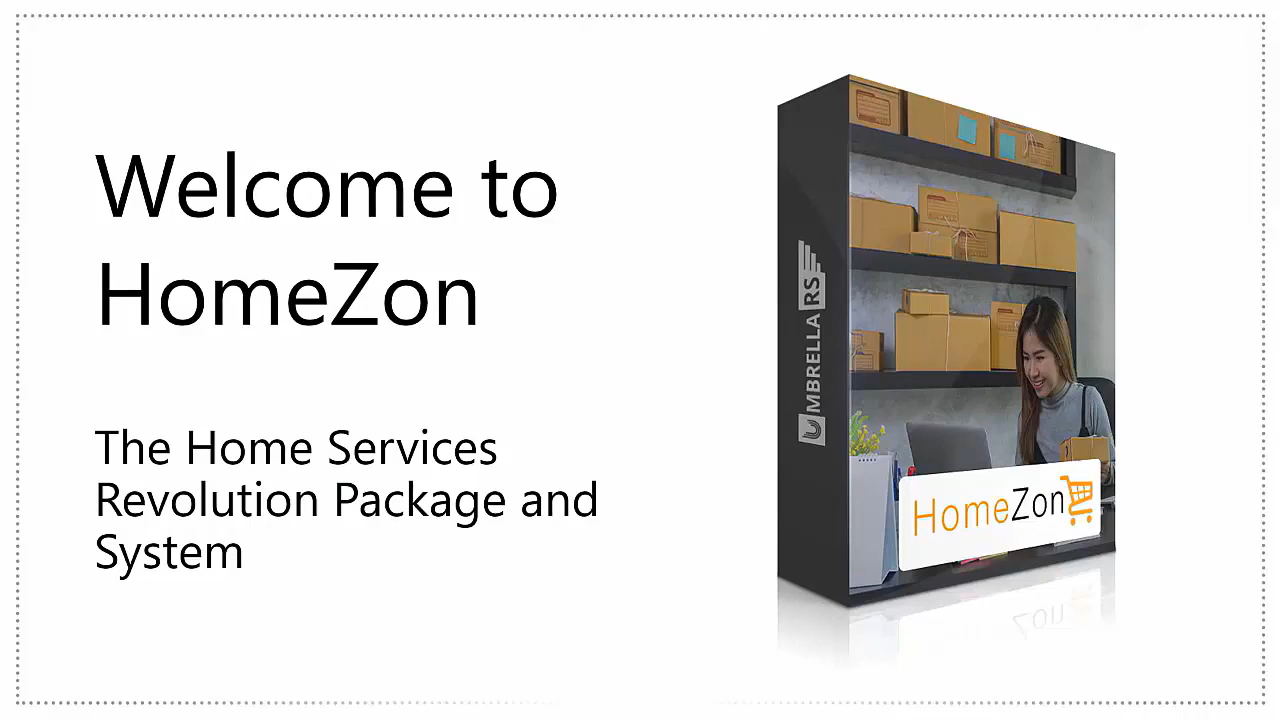 Welcome to
HomeZon
The Home Services
Revolution Package and
System
UMBRELLA RS
HomeZon